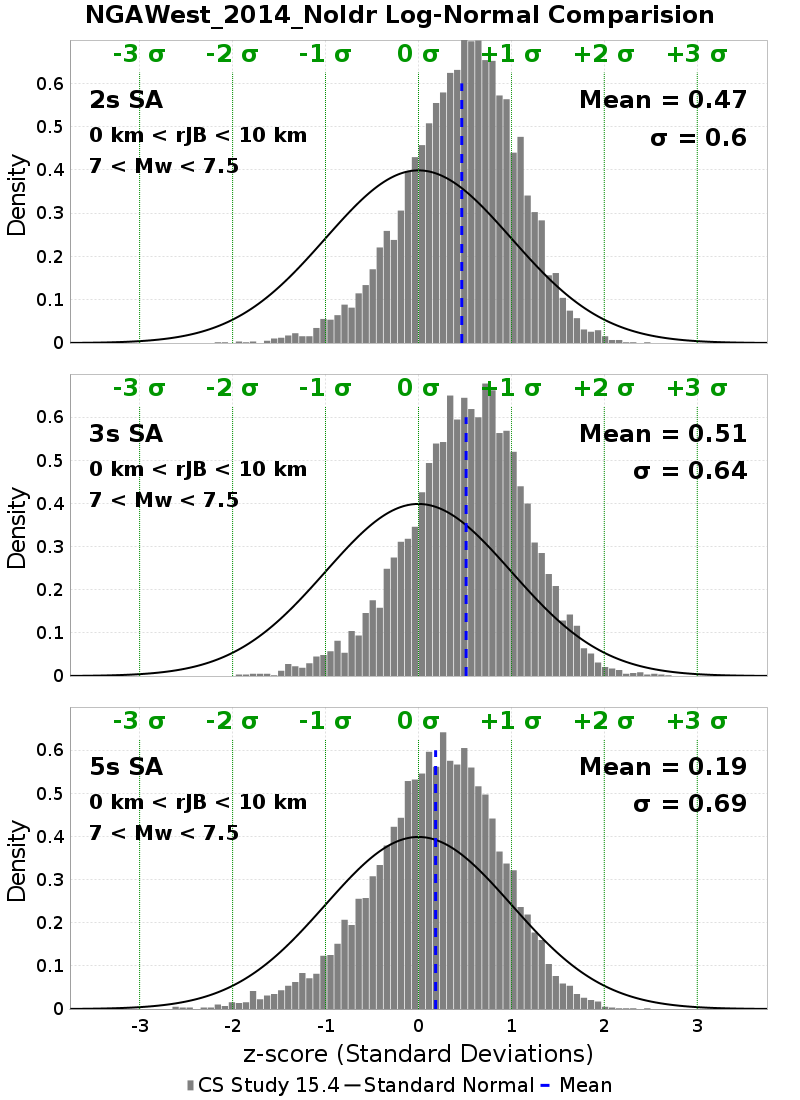 NGAWest_2014_NoIdr Log-Normal Comparision
-3 σ -2 σ -1 σ 0 σ +1 σ +2 σ +3 σ
2s SA
0 km < rJB < 10 km
7 < Mw < 7.5
Mean = 0.47
σ = 0.6
Density
0.6
0.5
0.4
0.3
0.2
0.1
0
-3 σ -2 σ -1 σ 0 σ +1 σ +2 σ +3 σ
3s SA
0 km < rJB < 10 km
7 < Mw < 7.5
Mean = 0.51
σ = 0.64
Density
0.6
0.5
0.4
0.3
0.2
0.1
0
-3 σ -2 σ -1 σ 0 σ +1 σ +2 σ +3 σ
5s SA
0 km < rJB < 10 km
7 < Mw < 7.5
Mean = 0.19
σ = 0.69
Density
0.6
0.5
0.4
0.3
0.2
0.1
0
-3 -2 -1 0 1 2 3
z-score (Standard Deviations)
CS Study 15.4 Standard Normal Mean